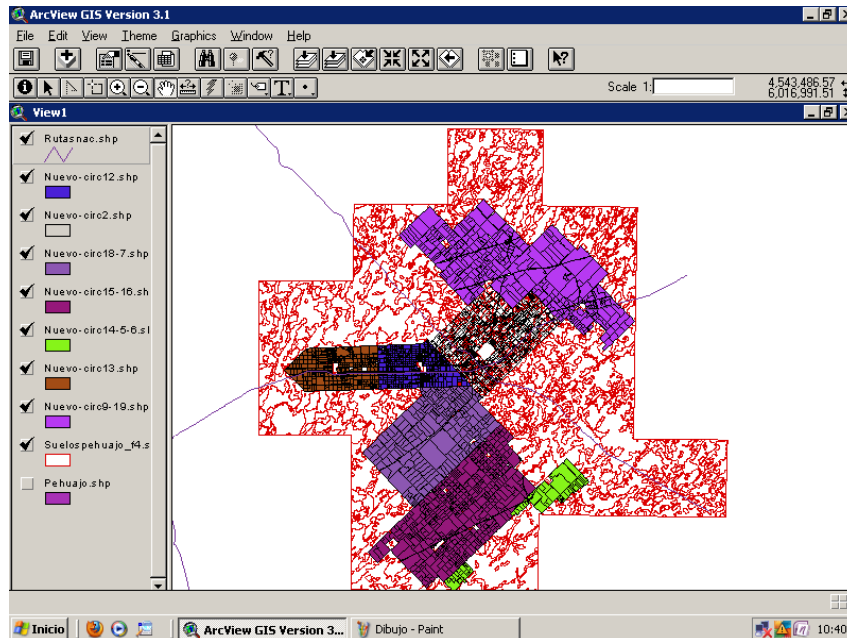 ArcView GIS Version 3.1
File Edit View Theme Graphics Window Help
Scale 1:
4,543,486.57
6,016,991.51
View1
Rutasnac.shp
Nuevo-circ12.shp
Nuevo-circ2.shp
Nuevo-circ18-7.shp
Nuevo-circ15-16.sh
Nuevo-circ14-5-6.sl
Nuevo-circ13.shp
Nuevo-circ9-19.shp
Suelospehuajo_f4.s
Pehuajo.shp
Inicio
ArcView GIS Version 3...
Dibujo - Paint
10:40